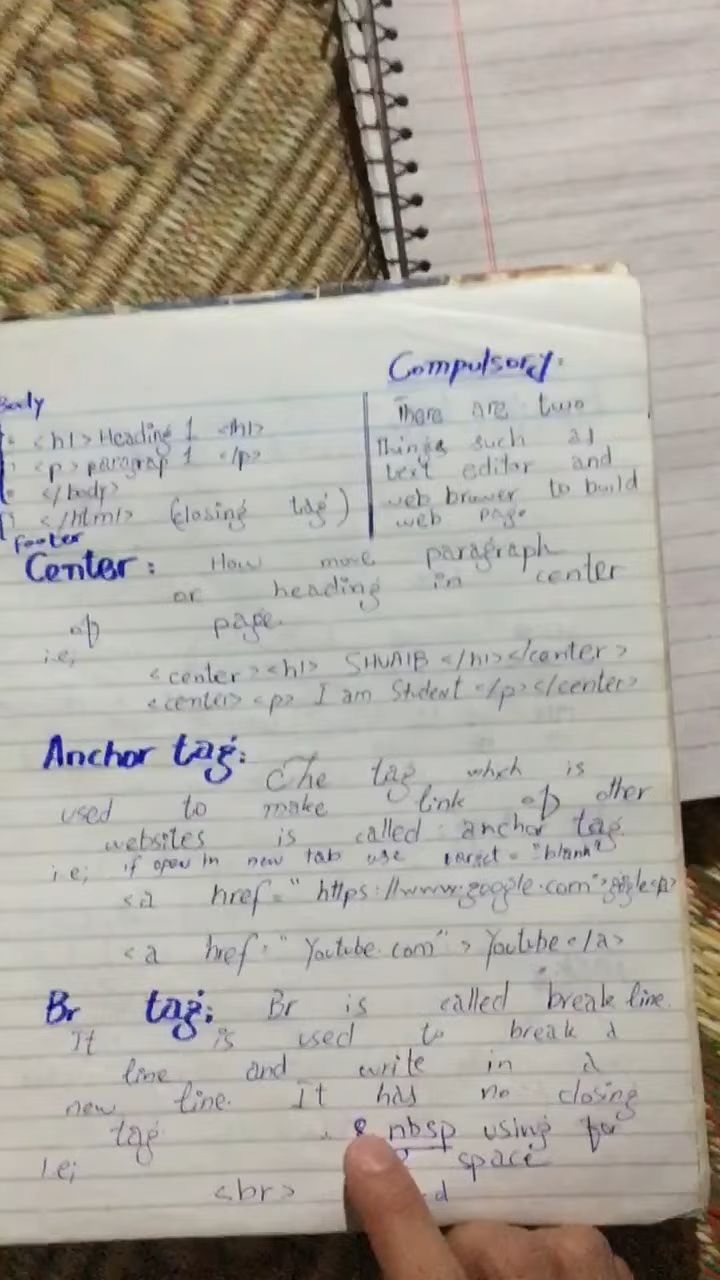 Body
<h1> Heading 1 </h1>
<p> paragrap 1 </p>
</body>
</html> (closing tag)
footer
Compulsory.
There are two
Things such as
text editor and
web brower to build
web page
Center: How move paragraph
or heading in center
of page.
i.e;
<center><h1> SHUAIB </h1></center>
<center><p> I am Student </p></center>
Anchor tag:
The tag which is
used to make link of other
websites is called anchor tag
i.e; if open in new tab use target = "blank"
<a href=" https://www.google.com">
<a href=" Youtube.com"> Youtube </a>
Br tag: Br is called break line.
It is used to break a
line and write in a
new line. It has no closing
tag
& nbsp using for
space
i.e;
<br>